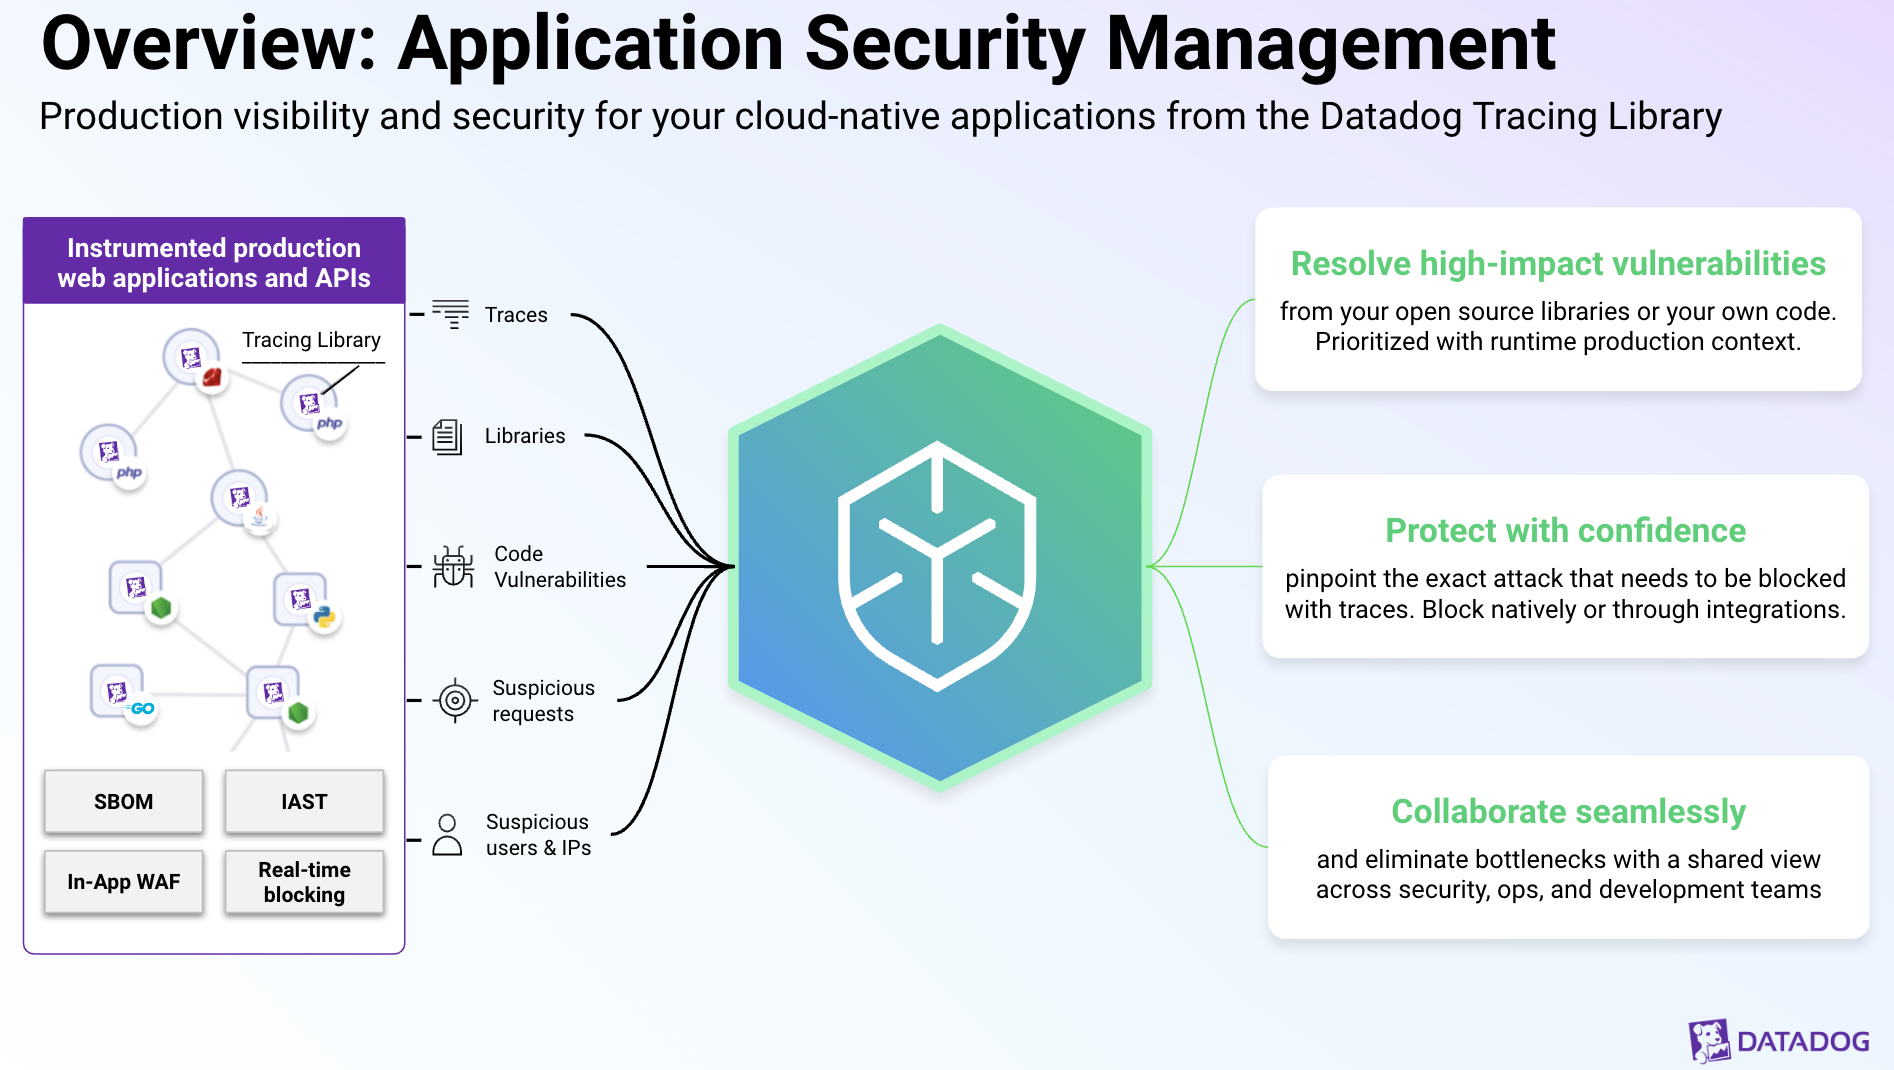 Overview: Application Security Management
Production visibility and security for your cloud-native applications from the Datadog Tracing Library
Instrumented production
web applications and APIs
Tracing Library
php
php
GO
SBOM
IAST
In-App WAF
Real-time
blocking
Traces
Libraries
Code
Vulnerabilities
Suspicious
requests
Suspicious
users & IPs
Resolve high-impact vulnerabilities
from your open source libraries or your own code.
Prioritized with runtime production context.
Protect with confidence
pinpoint the exact attack that needs to be blocked
with traces. Block natively or through integrations.
Collaborate seamlessly
and eliminate bottlenecks with a shared view
across security, ops, and development teams
DATADOG